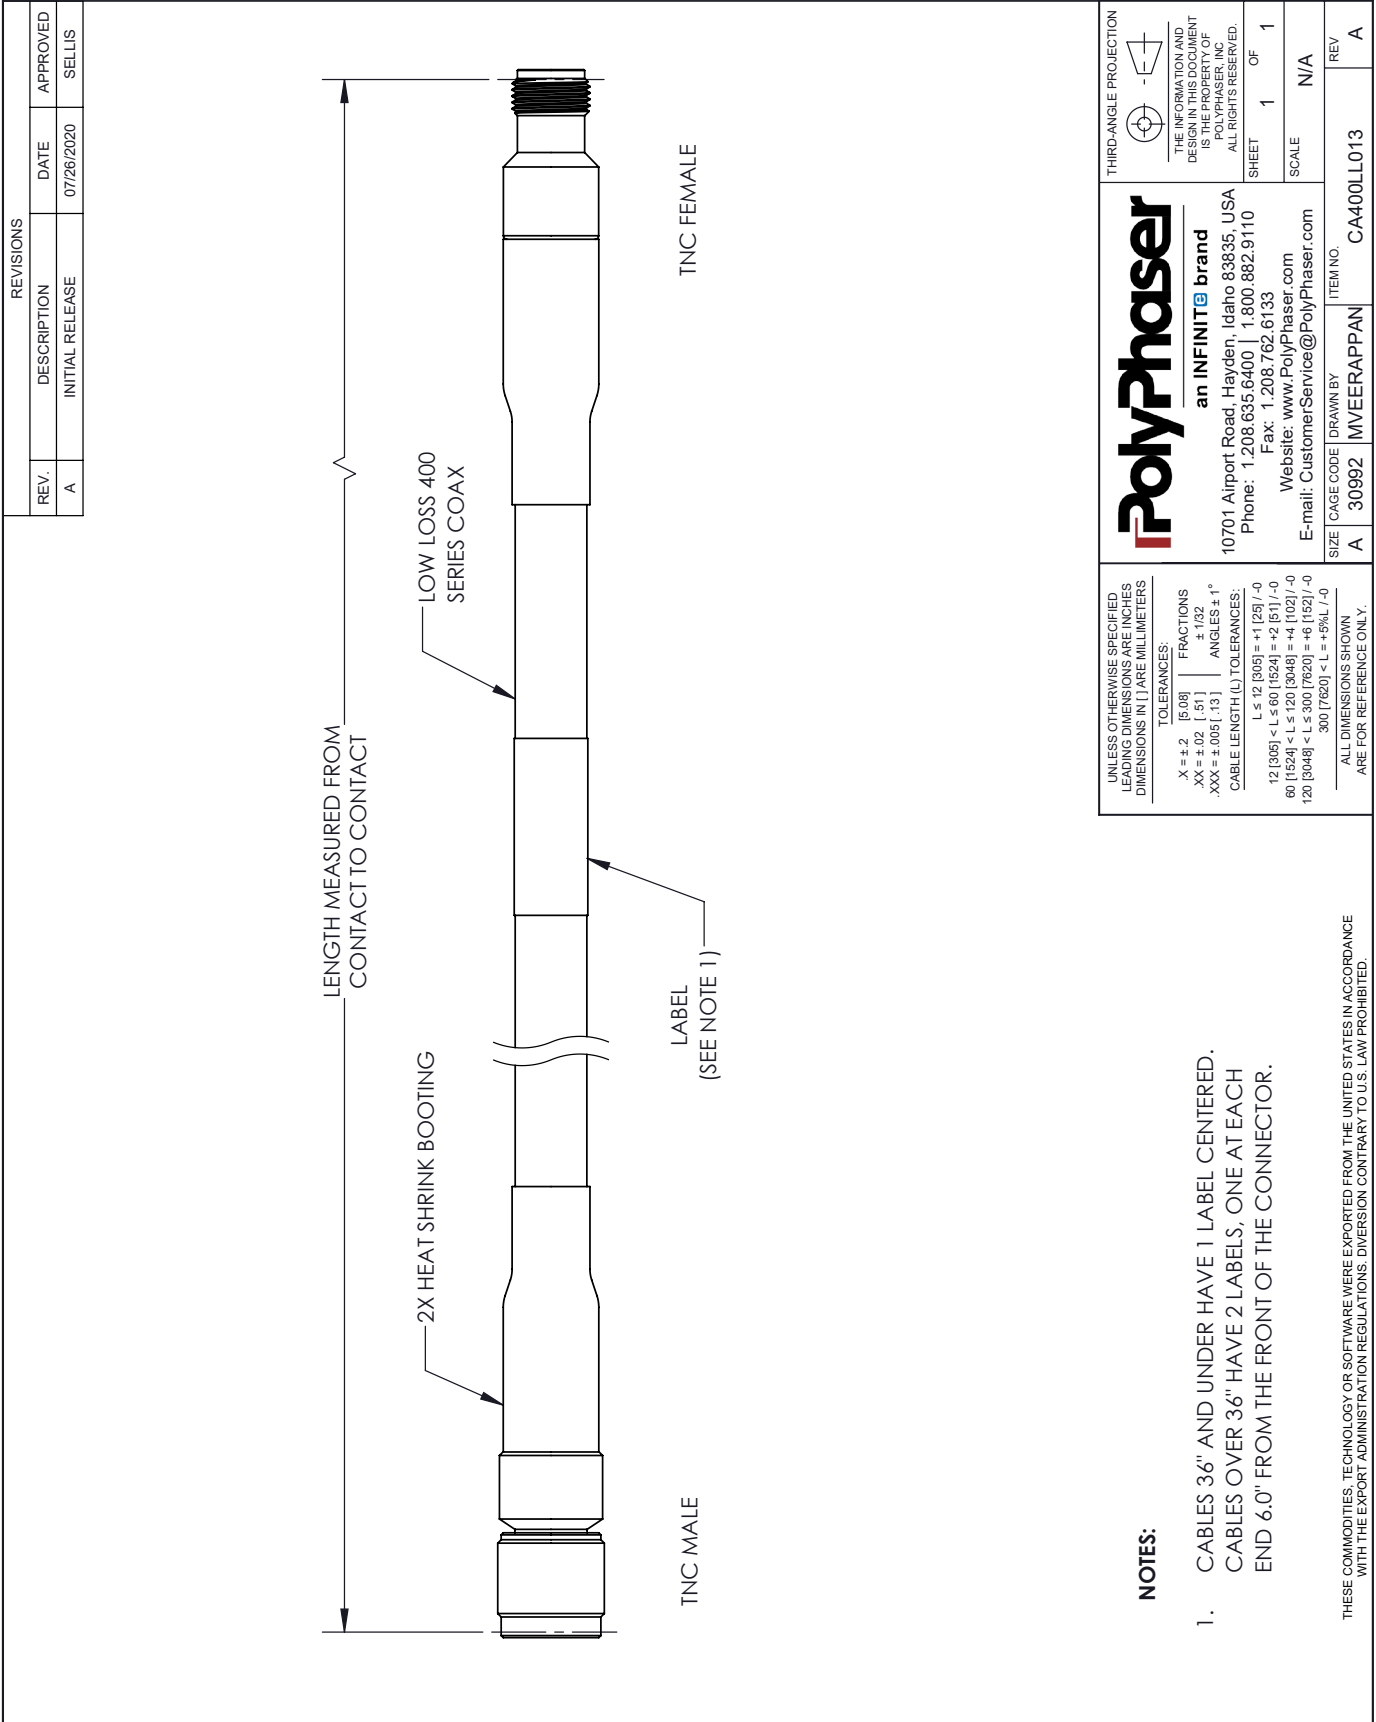 REVISIONS
REV. DESCRIPTION DATE APPROVED
A INITIAL RELEASE 07/26/2020 SELLIS
LENGTH MEASURED FROM
CONTACT TO CONTACT
2X HEAT SHRINK BOOTING
LOW LOSS 400
SERIES COAX
LABEL
(SEE NOTE 1)
TNC MALE
TNC FEMALE
NOTES:
1. CABLES 36" AND UNDER HAVE 1 LABEL CENTERED.
CABLES OVER 36" HAVE 2 LABELS, ONE AT EACH
END 6.0" FROM THE FRONT OF THE CONNECTOR.
THESE COMMODITIES, TECHNOLOGY OR SOFTWARE WERE EXPORTED FROM THE UNITED STATES IN ACCORDANCE
WITH THE EXPORT ADMINISTRATION REGULATIONS. DIVERSION CONTRARY TO U.S. LAW PROHIBITED.
UNLESS OTHERWISE SPECIFIED
LEADING DIMENSIONS ARE INCHES
DIMENSIONS IN [ ] ARE MILLIMETERS
TOLERANCES:
.X = ±.2 [5.08] FRACTIONS
.XX = ±.02 [.51] ± 1/32
.XXX = ±.005 [.13] ANGLES ± 1°
CABLE LENGTH (L) TOLERANCES:
L ≤ 12 [305] = +1 [25] / -0
12 [305] < L ≤ 60 [1524] = +2 [51] / -0
60 [1524] < L ≤ 120 [3048] = +4 [102] / -0
120 [3048] < L ≤ 300 [7620] = +6 [152] / -0
300 [7620] < L = +5%L / -0
ALL DIMENSIONS SHOWN
ARE FOR REFERENCE ONLY.
PolyPhaser
an INFINITe brand
10701 Airport Road, Hayden, Idaho 83835, USA
Phone: 1.208.635.6400 | 1.800.882.9110
Fax: 1.208.762.6133
Website: www.PolyPhaser.com
E-mail: CustomerService@PolyPhaser.com
THIRD-ANGLE PROJECTION
THE INFORMATION AND
DESIGN IN THIS DOCUMENT
IS THE PROPERTY OF
POLYPHASER, INC
ALL RIGHTS RESERVED.
SHEET 1 OF 1
SCALE N/A
SIZE CAGE CODE DRAWN BY ITEM NO. REV
A 30992 MVEERAPPAN CA400LL013 A